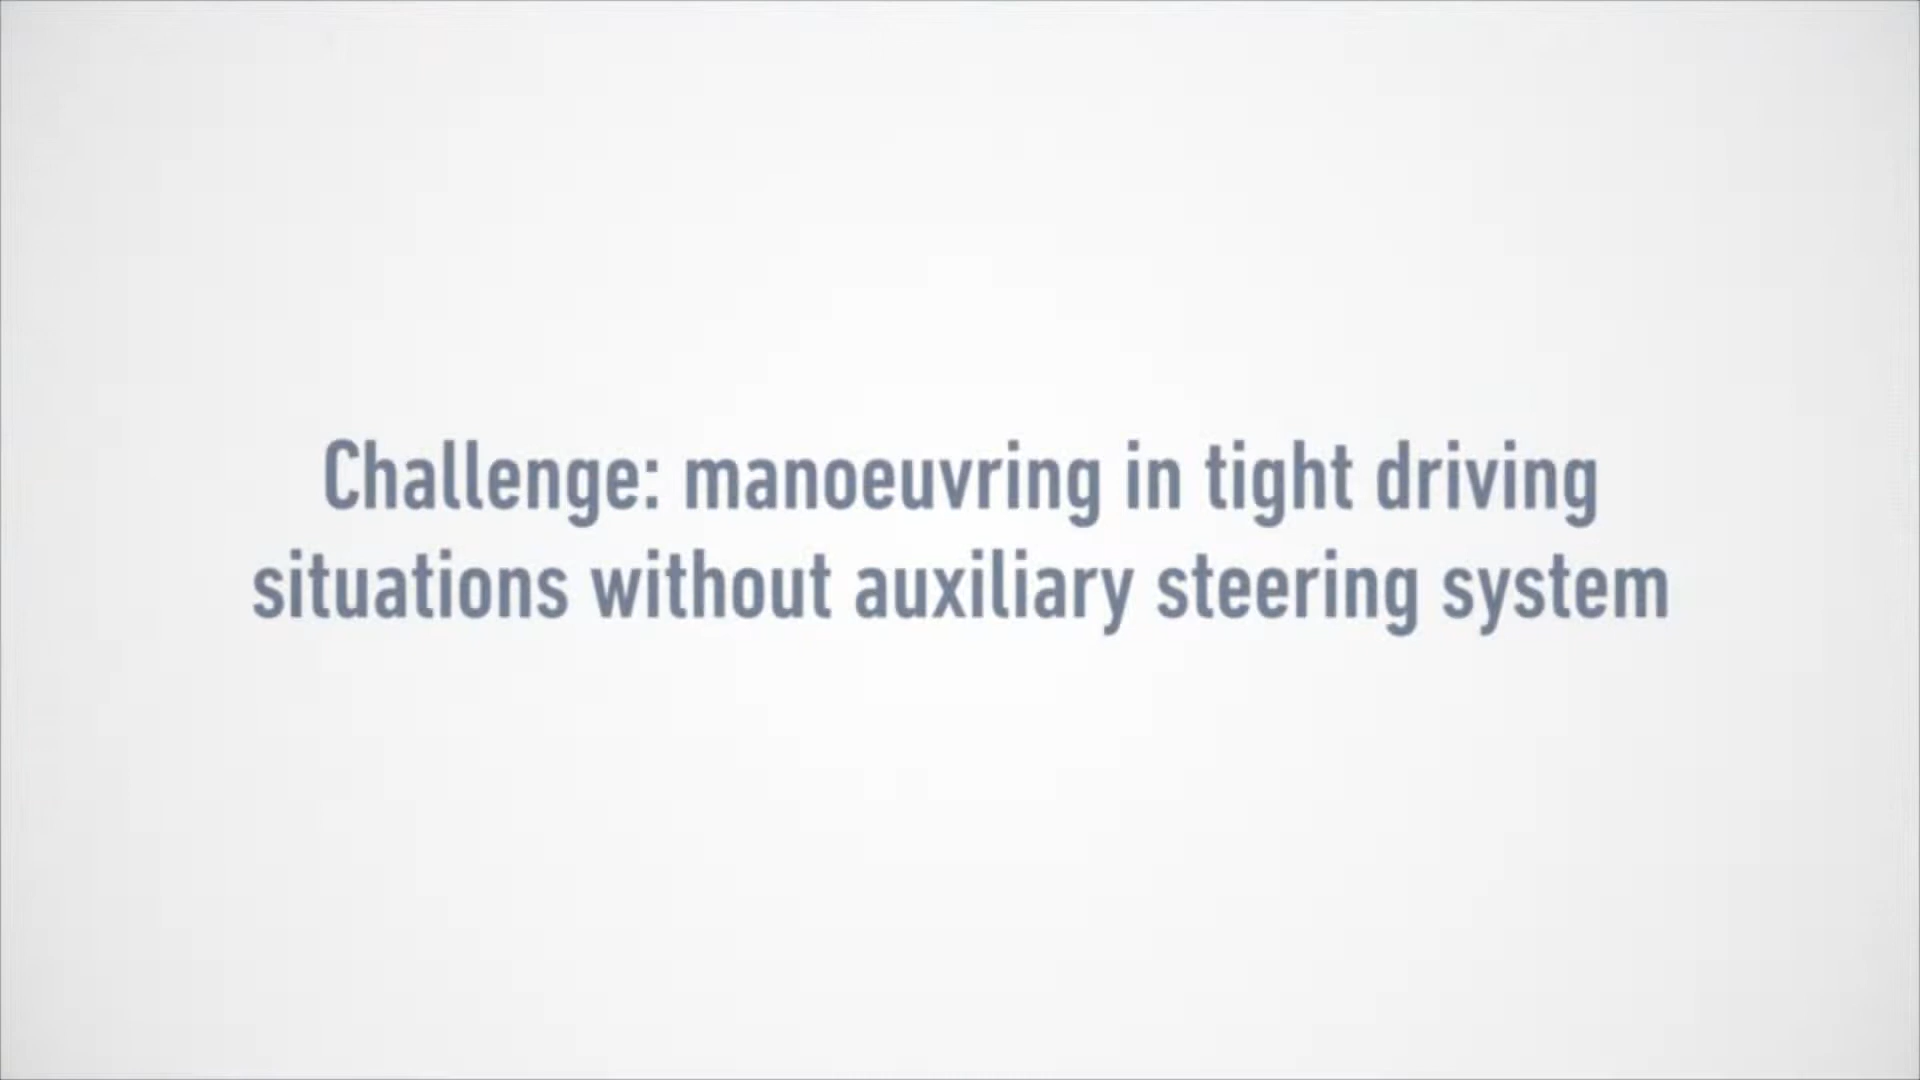 Challenge: manoeuvring in tight driving
situations without auxiliary steering system